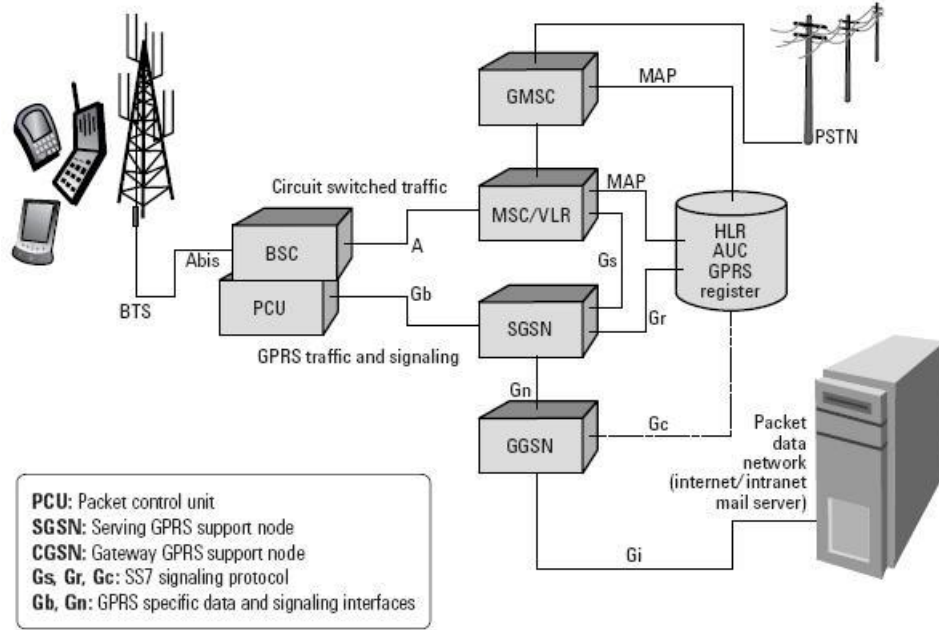 GMSC
MAP
PSTN
Circuit switched traffic
MSC/VLR
MAP
HLR
AUC
GPRS
register
Abis
BSC
A
Gs
BTS
PCU
Gb
SGSN
Gr
GPRS traffic and signaling
Gn
GGSN
Gc
Packet
data
network
(internet/intranet
mail server)
Gi
PCU: Packet control unit
SGSN: Serving GPRS support node
CGSN: Gateway GPRS support node
Gs, Gr, Gc: SS7 signaling protocol
Gb, Gn: GPRS specific data and signaling interfaces